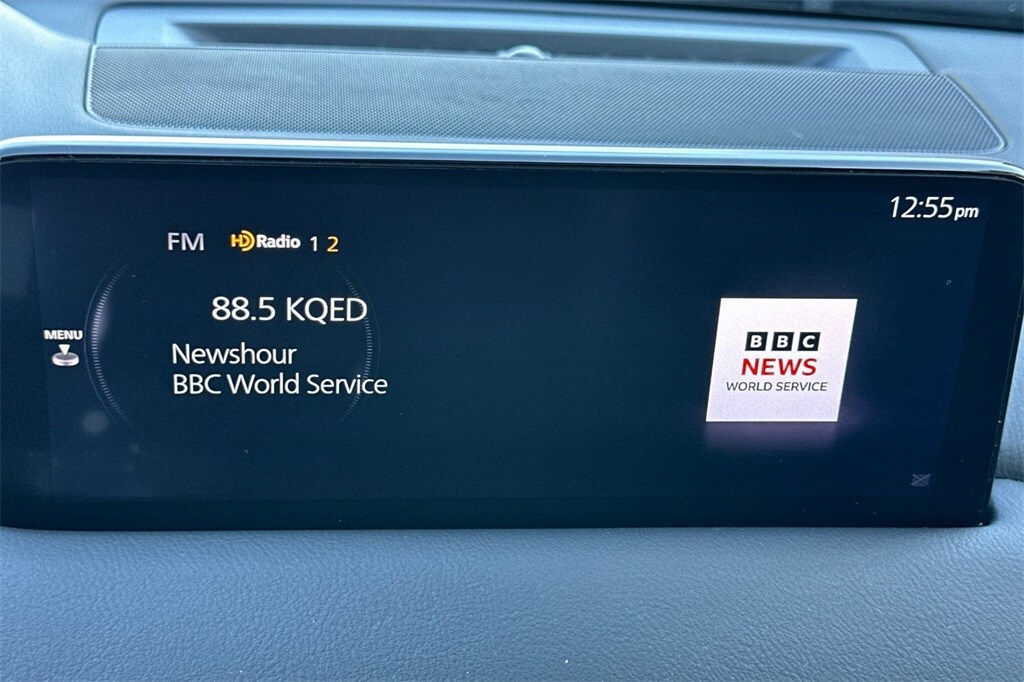 12:55pm
FM HD Radio 1 2
88.5 KQED
MENU
Newshour
BBC World Service
BBC
NEWS
WORLD SERVICE